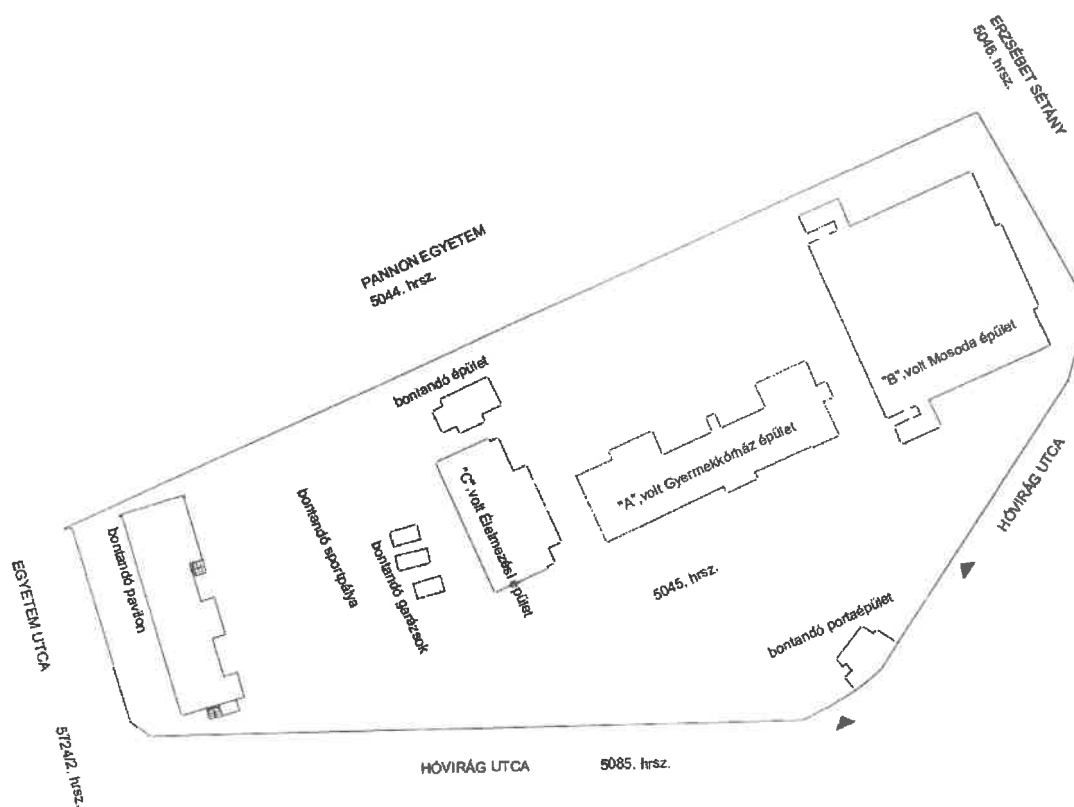 ERZSÉBET SÉTÁNY
5046. hrsz.
PANNON EGYETEM
5044. hrsz.
"B",volt Mosoda épület
bontandó épület
"A",volt Gyermekkórház épület
"C",volt Élelmezési épület
HÓVIRÁG UTCA
bontandó sportpálya
bontandó pavilon
bontandó garázsok
EGYETEM UTCA
5045. hrsz.
bontandó portaépület
5724/2. hrsz.
HÓVIRÁG UTCA
5085. hrsz.